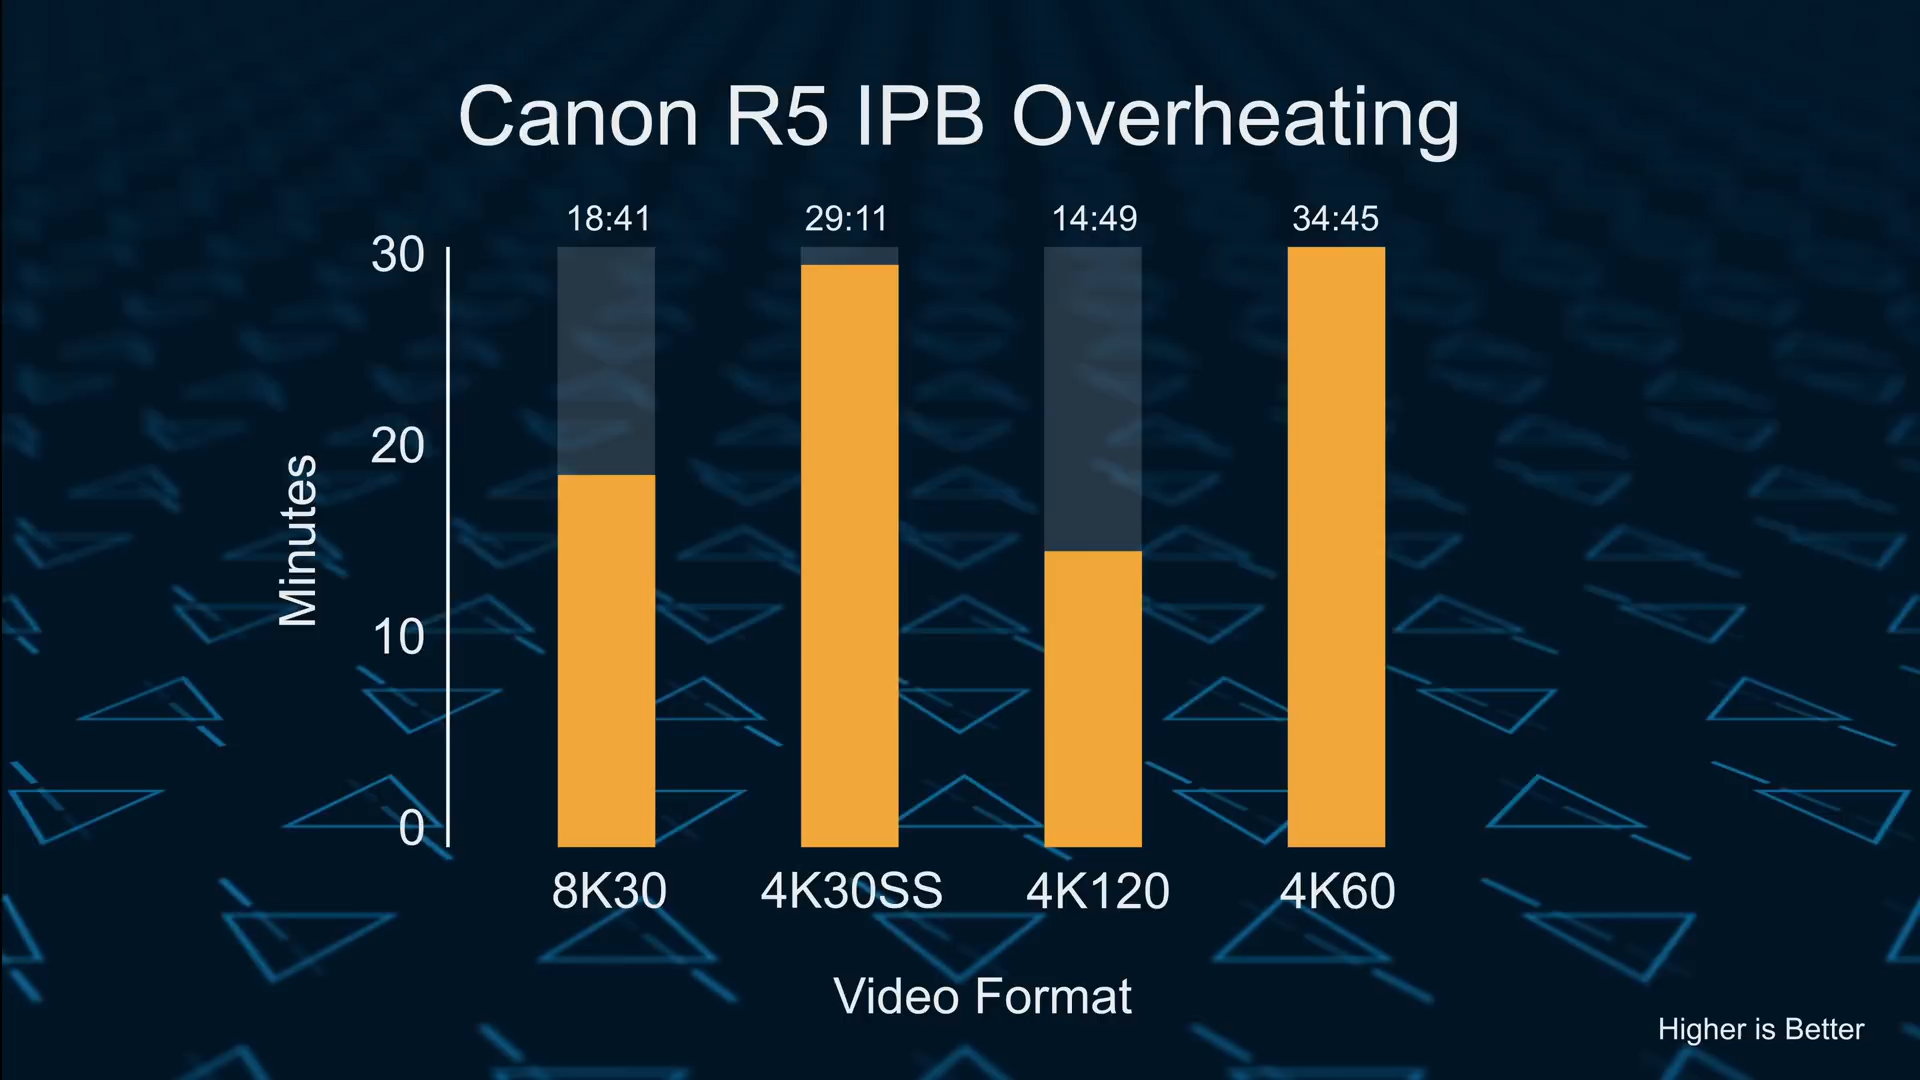 Canon R5 IPB Overheating
18:41 29:11 14:49 34:45
30
20
10
0
Minutes
8K30 4K30SS 4K120 4K60
Video Format
Higher is Better